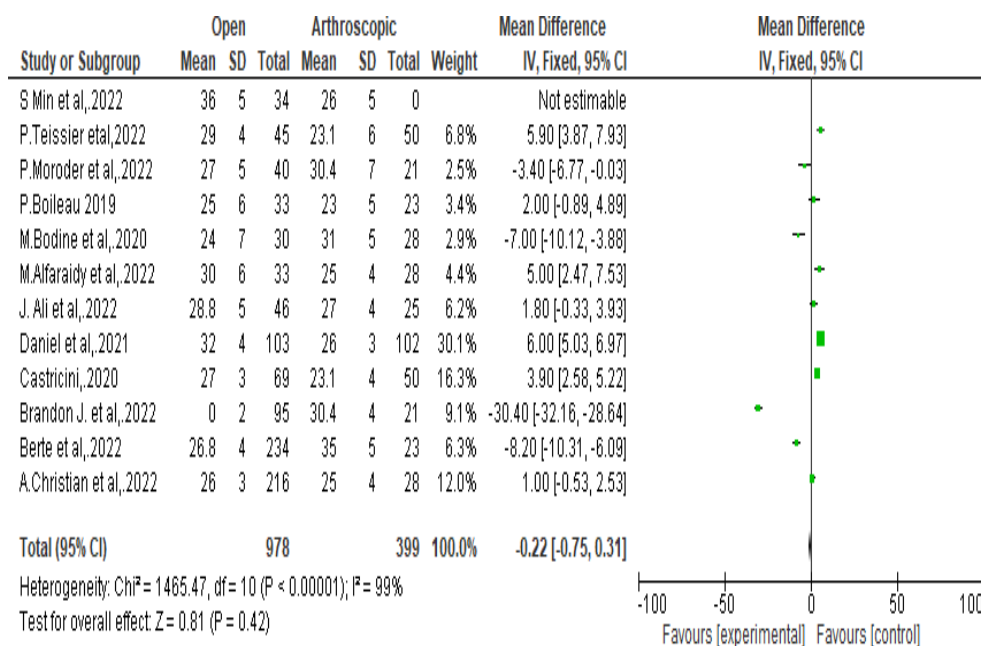 Open Arthroscopic Mean Difference Mean Difference
Study or Subgroup Mean SD Total Mean SD Total Weight IV, Fixed, 95% CI IV, Fixed, 95% CI
S Min et al,.2022 36 5 34 26 5 0 Not estimable
P.Teissier etal,2022 29 4 45 23.1 6 50 6.8% 5.90 [3.87, 7.93]
P.Moroder et al,.2022 27 5 40 30.4 7 21 2.5% -3.40 [-6.77, -0.03]
P.Boileau 2019 25 6 33 23 5 23 3.4% 2.00 [-0.89, 4.89]
M.Bodine et al,.2020 24 7 30 31 5 28 2.9% -7.00 [-10.12, -3.88]
M.Alfaraidy et al,.2022 30 6 33 25 4 28 4.4% 5.00 [2.47, 7.53]
J. Ali et al,.2022 28.8 5 46 27 4 25 6.2% 1.80 [-0.33, 3.93]
Daniel et al,.2021 32 4 103 26 3 102 30.1% 6.00 [5.03, 6.97]
Castricini,.2020 27 3 69 23.1 4 50 16.3% 3.90 [2.58, 5.22]
Brandon J. et al,.2022 0 2 95 30.4 4 21 9.1% -30.40 [-32.16, -28.64]
Berte et al,.2022 26.8 4 234 35 5 23 5.8% -8.20 [-10.31, -6.09]
A.Christian et al,.2022 26 3 216 25 4 28 12.0% 1.00 [-0.53, 2.53]
Total (95% CI) 978 399 100.0% -0.22 [-0.75, 0.31]
Heterogeneity: Chi² = 1465.47, df = 10 (P < 0.00001); I² = 99%
Test for overall effect: Z = 0.81 (P = 0.42)
-100 -50 0 50 100
Favours [experimental] Favours [control]